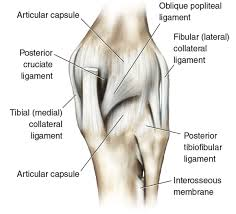 Articular capsule
Oblique popliteal
ligament
Posterior
cruciate
ligament
Fibular (lateral)
collateral
ligament
Tibial (medial)
collateral
ligament
Posterior
tibiofibular
ligament
Articular capsule
Interosseous
membrane